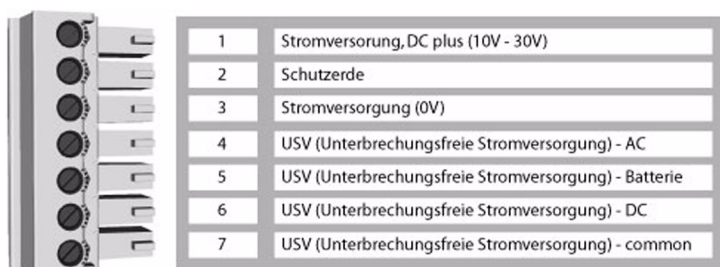 1 Stromversorung, DC plus (10V - 30V)
2 Schutzerde
3 Stromversorgung (0V)
4 USV (Unterbrechungsfreie Stromversorgung) - AC
5 USV (Unterbrechungsfreie Stromversorgung) - Batterie
6 USV (Unterbrechungsfreie Stromversorgung) - DC
7 USV (Unterbrechungsfreie Stromversorgung) - common